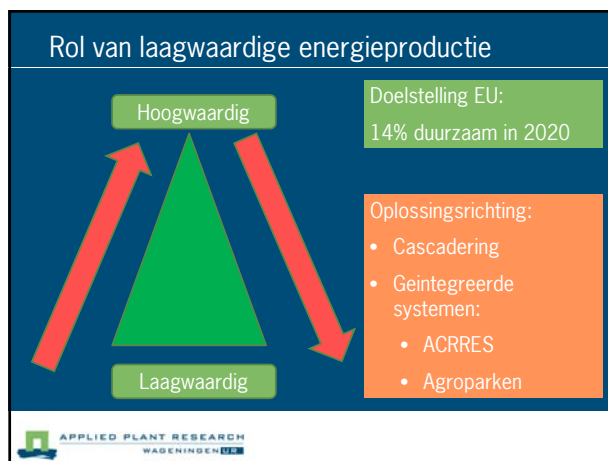 Rol van laagwaardige energieproductie
Hoogwaardig
Laagwaardig
Doelstelling EU:
14% duurzaam in 2020
Oplossingsrichting:
• Cascadering
• Geintegreerde
systemen:
• ACRRES
• Agroparken
APPLIED PLANT RESEARCH
WAGENINGEN UR